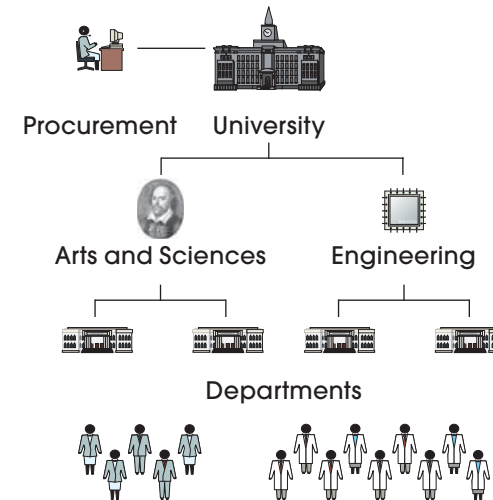 Procurement University
Arts and Sciences Engineering
Departments